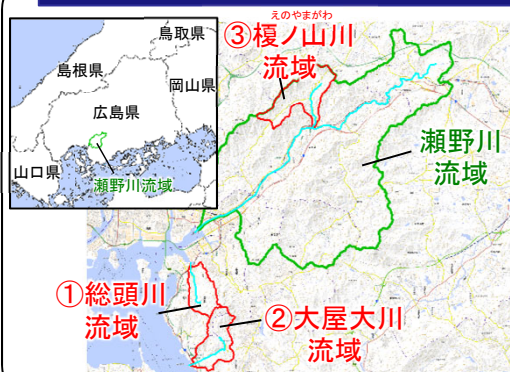 鳥取県
島根県
岡山県
広島県
山口県
瀬野川流域
えのやまがわ
③榎ノ山川
流域
瀬野川
流域
①総頭川
流域
②大屋大川
流域